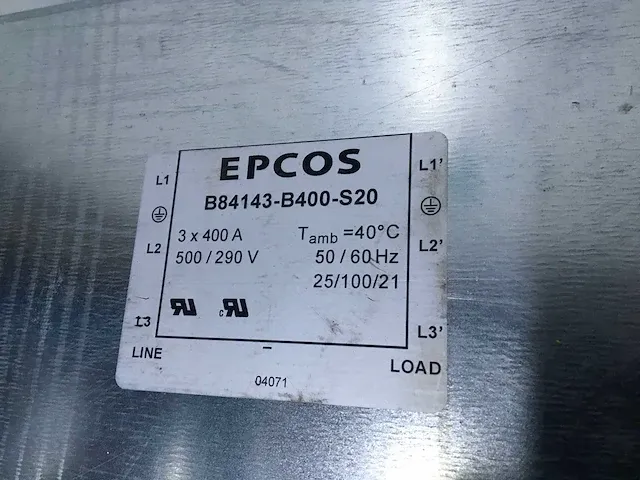 EPCOS
B84143-B400-S20
3 x 400 A Tamb =40°C
500 / 290 V 50 / 60 Hz
25/100/21
L1 L1'
L2 L2'
L3 L3'
LINE LOAD
04071